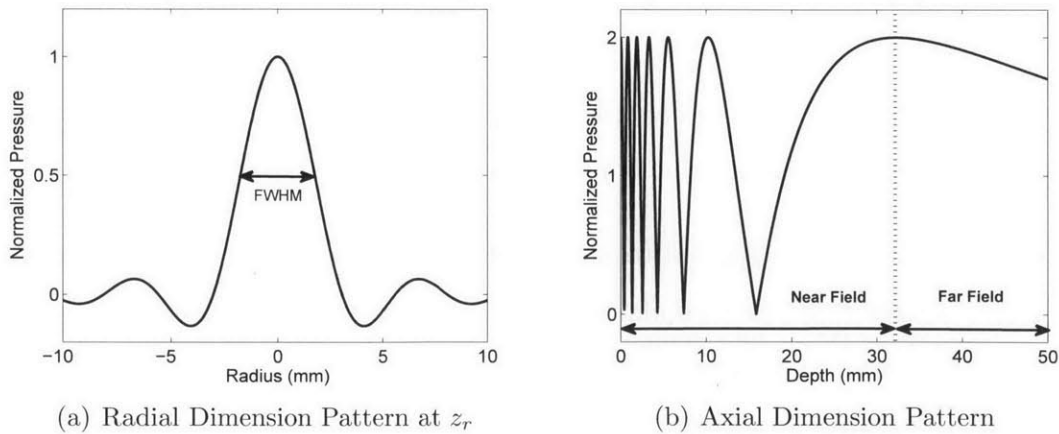 1
0.5
0
Normalized Pressure
FWHM
−10
−5
0
5
10
Radius (mm)
(a) Radial Dimension Pattern at z_r
2
1
0
Normalized Pressure
Near Field
Far Field
0
10
20
30
40
50
Depth (mm)
(b) Axial Dimension Pattern